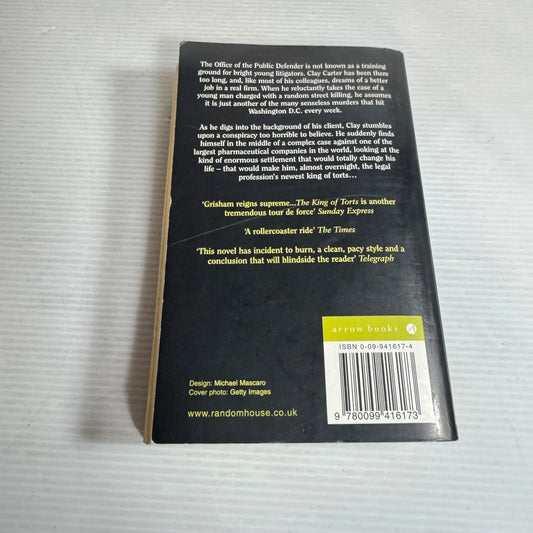 The Office of the Public Defender is not known as a training
ground for bright young litigators. Clay Carter has been there
too long, and, like most of his colleagues, dreams of a better
job in a real firm. When he reluctantly takes the case of a
young man charged with a random street killing, he assumes
it is just another of the many senseless murders that hit
Washington D.C. every week.
As he digs into the background of his client, Clay stumbles
upon a conspiracy too horrible to believe. He suddenly finds
himself in the middle of a complex case against one of the
largest pharmaceutical companies in the world, looking at the
kind of enormous settlement that would totally change his
life – that would make him, almost overnight, the legal
profession's newest king of torts…
'Grisham reigns supreme...The King of Torts is another
tremendous tour de force' Sunday Express
'A rollercoaster ride' The Times
'This novel has incident to burn, a clean, pacy style and a
conclusion that will blindside the reader' Telegraph
arrow books
ISBN 0-09-941617-4
9 780099 416173
Design: Michael Mascaro
Cover photo: Getty Images
www.randomhouse.co.uk